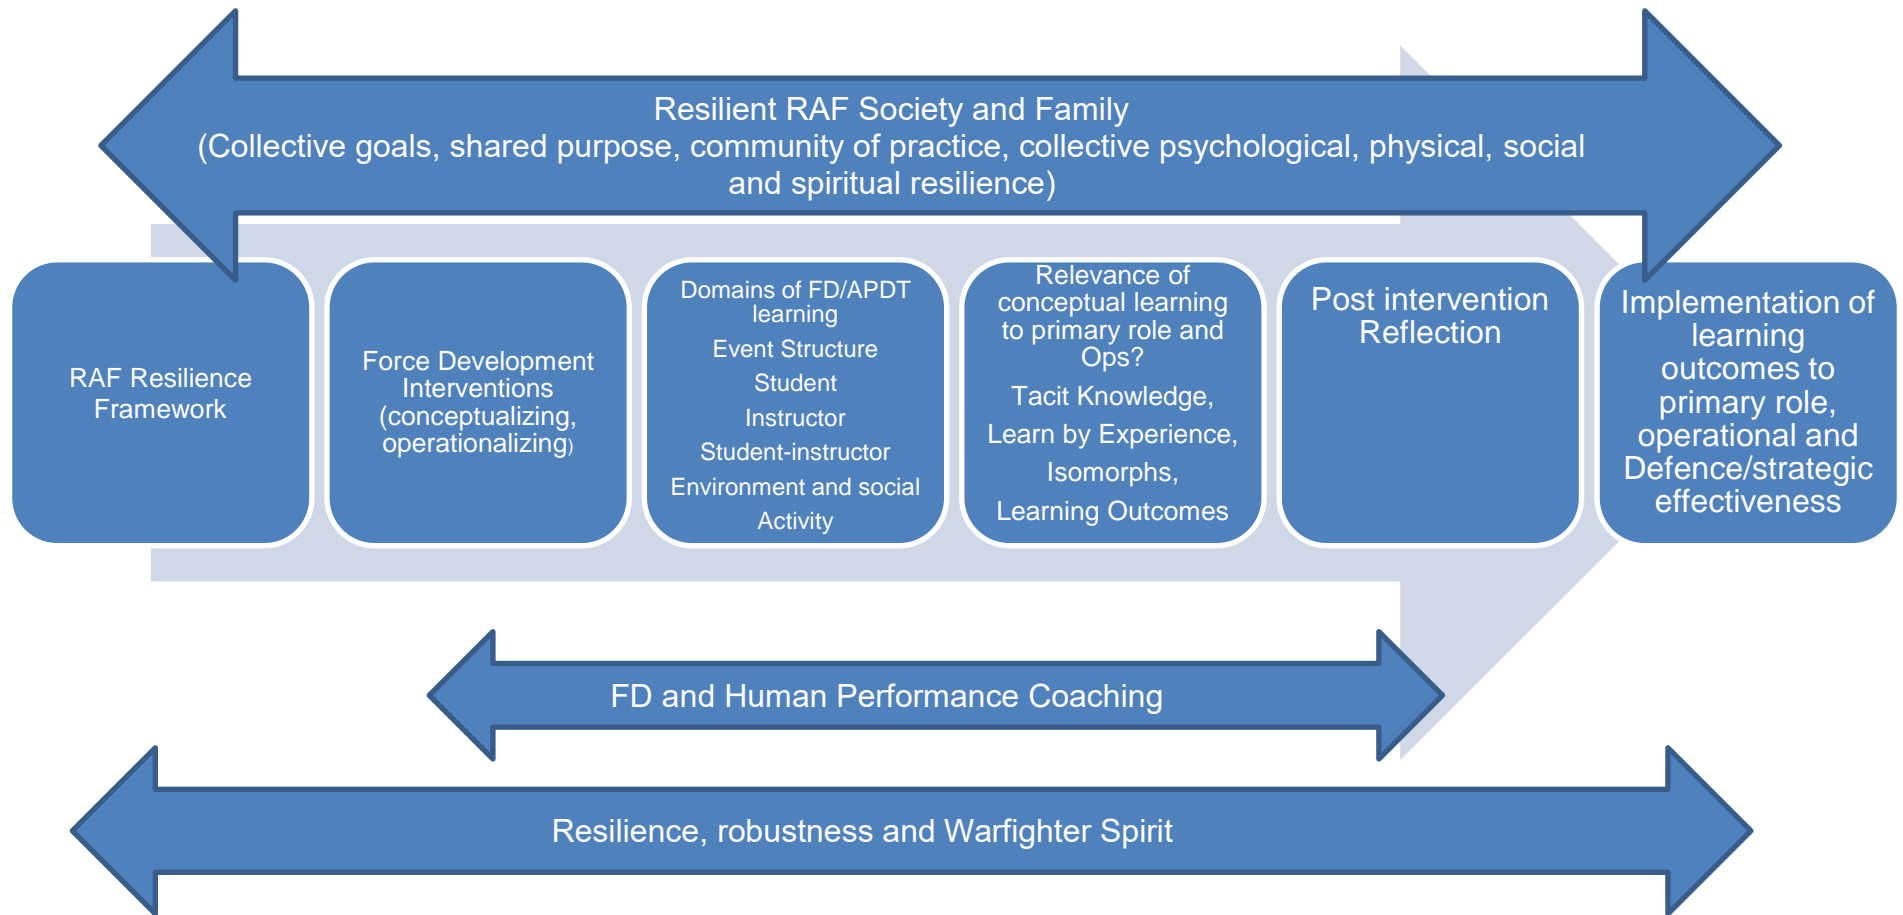 Resilient RAF Society and Family
(Collective goals, shared purpose, community of practice, collective psychological, physical, social
and spiritual resilience)
RAF Resilience
Framework
Force Development
Interventions
(conceptualizing,
operationalizing)
Domains of FD/APDT
learning
Event Structure
Student
Instructor
Student-instructor
Environment and social
Activity
Relevance of
conceptual learning
to primary role and
Ops?
Tacit Knowledge,
Learn by Experience,
Isomorphs,
Learning Outcomes
Post intervention
Reflection
Implementation of
learning
outcomes to
primary role,
operational and
Defence/strategic
effectiveness
FD and Human Performance Coaching
Resilience, robustness and Warfighter Spirit